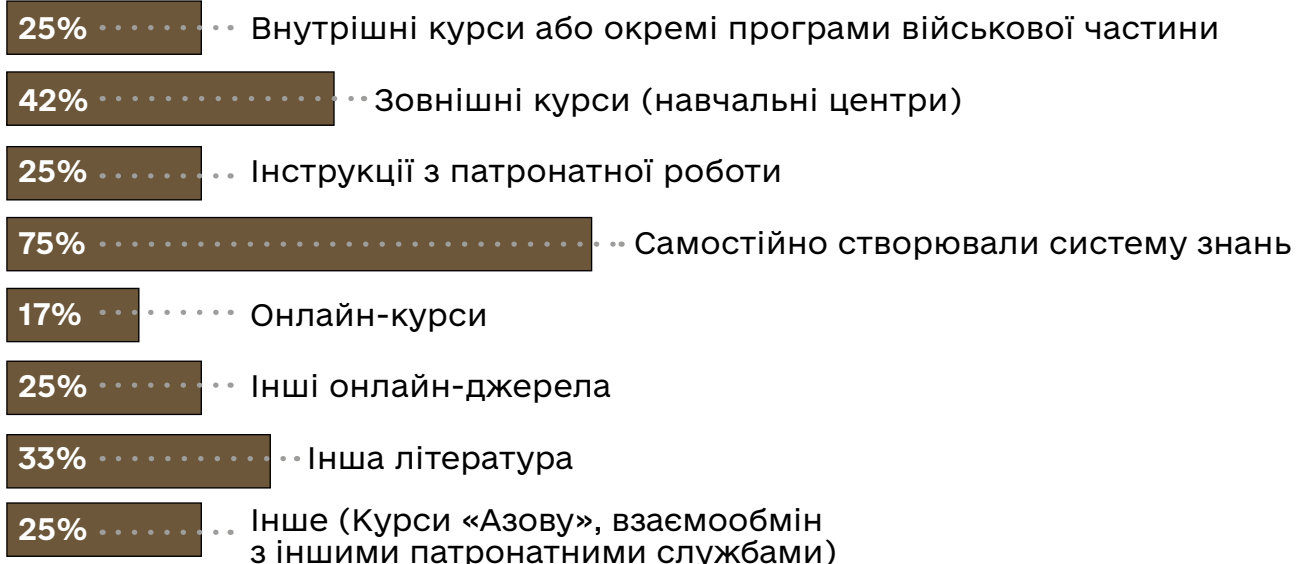 25% Внутрішні курси або окремі програми військової частини
42% Зовнішні курси (навчальні центри)
25% Інструкції з патронатної роботи
75% Самостійно створювали систему знань
17% Онлайн-курси
25% Інші онлайн-джерела
33% Інша література
25% Інше (Курси «Азову», взаємообмін
з іншими патронатними службами)